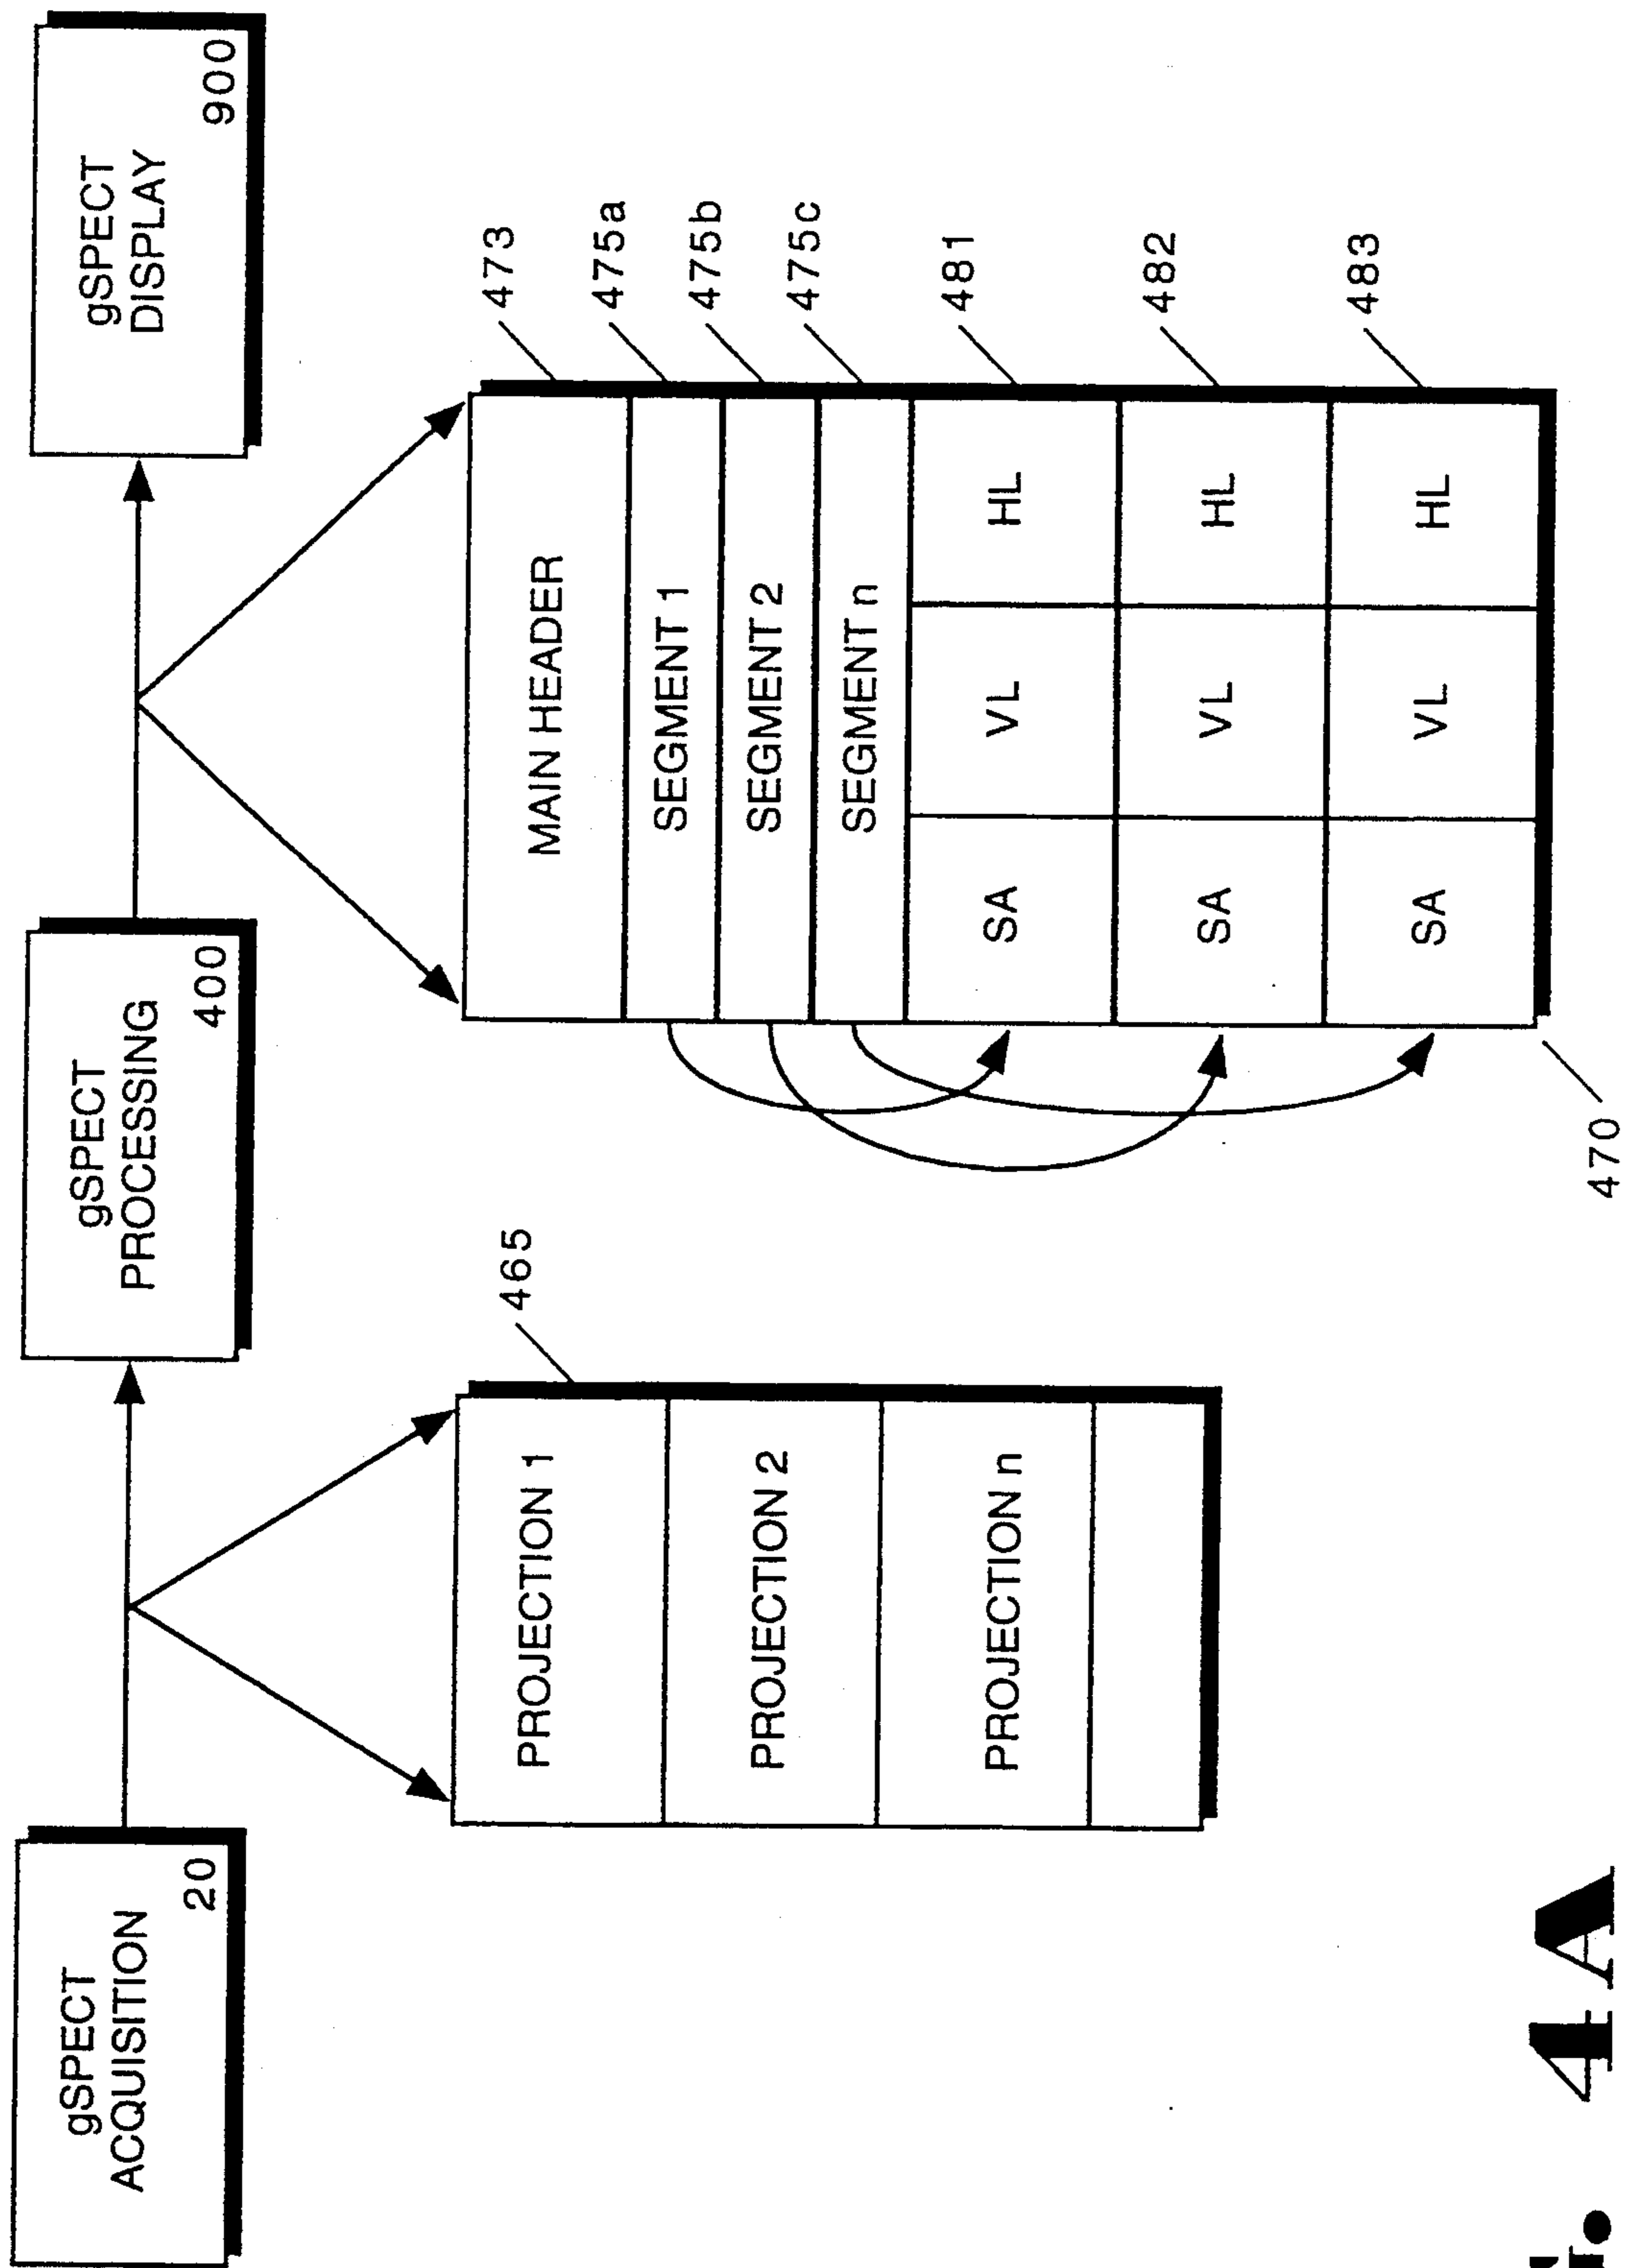 gSPECT
ACQUISITION
20
gSPECT
PROCESSING
400
gSPECT
DISPLAY
900
465
PROJECTION 1
PROJECTION 2
PROJECTION n
MAIN HEADER
473
SEGMENT 1
475a
SEGMENT 2
475b
SEGMENT n
475c
SA
VL
HL
481
SA
VL
HL
482
SA
VL
HL
483
470
4A